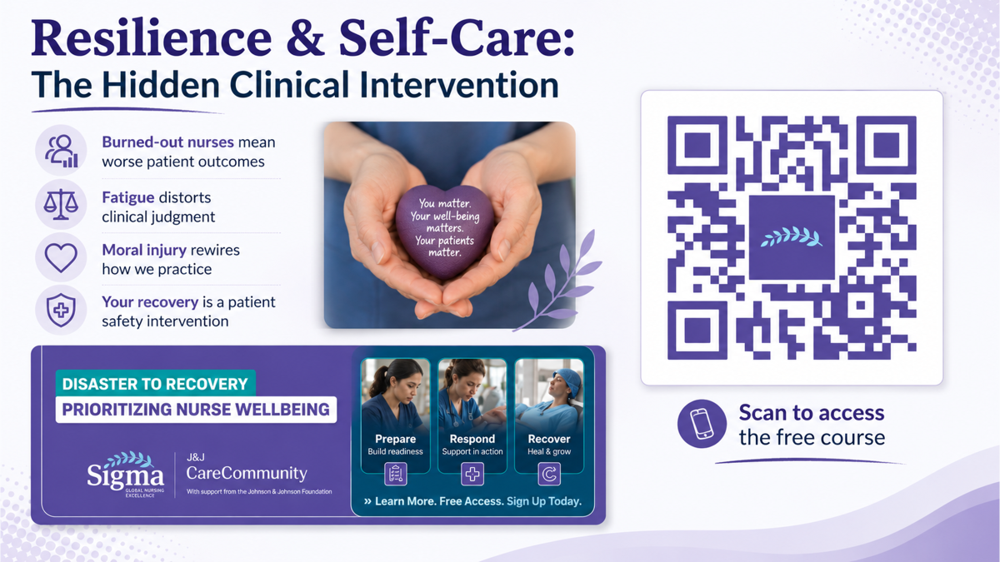 Resilience & Self-Care:
The Hidden Clinical Intervention
Burned-out nurses mean
worse patient outcomes
Fatigue distorts
clinical judgment
Moral injury rewires
how we practice
Your recovery is a patient
safety intervention
You matter.
Your well-being
matters.
Your patients
matter.
DISASTER TO RECOVERY
PRIORITIZING NURSE WELLBEING
Sigma
GLOBAL NURSING
EXCELLENCE
J&J
CareCommunity
With support from the Johnson & Johnson Foundation
Prepare
Build readiness
Respond
Support in action
Recover
Heal & grow
» Learn More. Free Access. Sign Up Today.
Scan to access
the free course